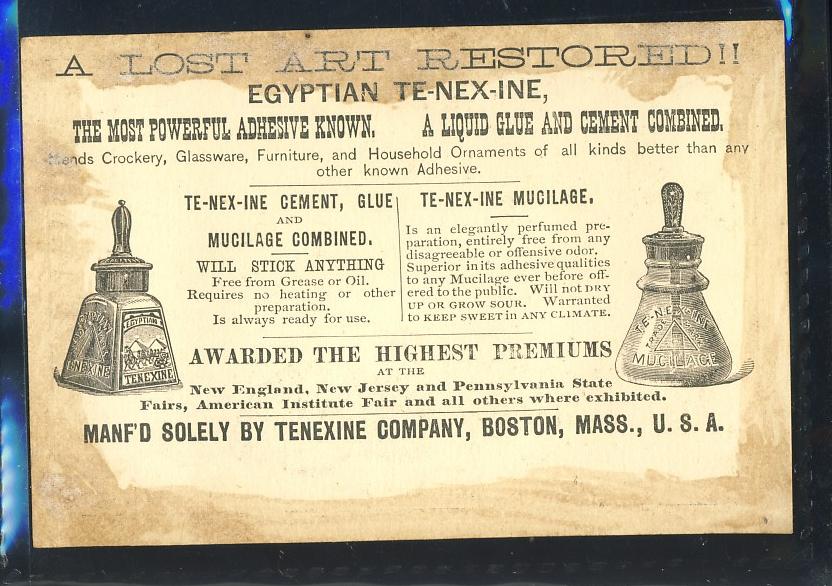 A LOST ART RESTORED!!
EGYPTIAN TE-NEX-INE,
THE MOST POWERFUL ADHESIVE KNOWN. A LIQUID GLUE AND CEMENT COMBINED.
Mends Crockery, Glassware, Furniture, and Household Ornaments of all kinds better than any
other known Adhesive.
TE-NEX-INE CEMENT, GLUE
AND
MUCILAGE COMBINED.
WILL STICK ANYTHING
Free from Grease or Oil.
Requires no heating or other
preparation.
Is always ready for use.
TE-NEX-INE MUCILAGE.
Is an elegantly perfumed pre-
paration, entirely free from any
disagreeable or offensive odor.
Superior in its adhesive qualities
to any Mucilage ever before off-
ered to the public. Will not DRY
UP OR GROW SOUR. Warranted
to KEEP SWEET in ANY CLIMATE.
EGYPTIAN
TENEXINE
TE-NEX-INE
TRADE
MUCILAGE
AWARDED THE HIGHEST PREMIUMS
AT THE
New England, New Jersey and Pennsylvania State
Fairs, American Institute Fair and all others where exhibited.
MANF'D SOLELY BY TENEXINE COMPANY, BOSTON, MASS., U. S. A.